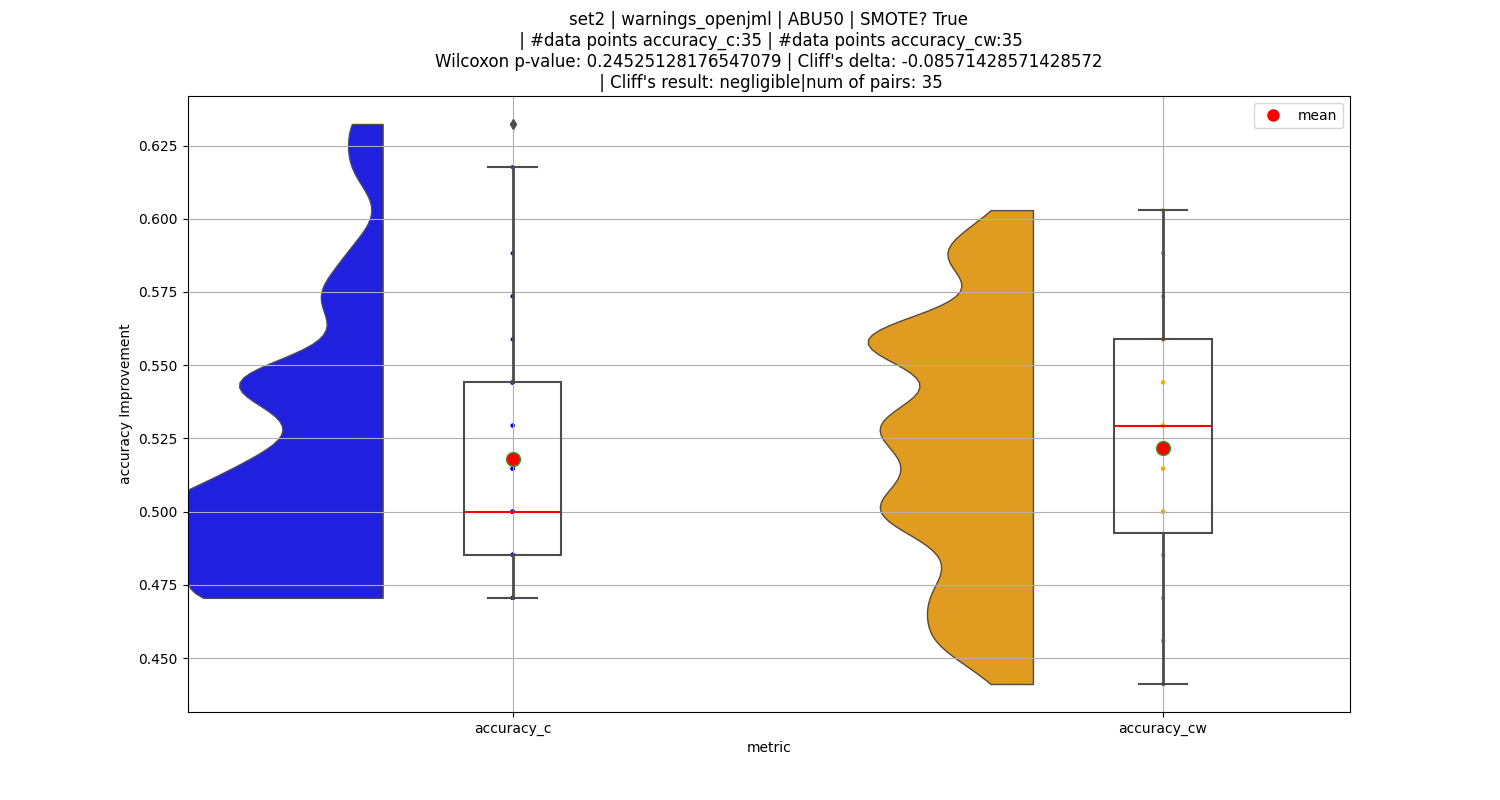 set2 | warnings_openjml | ABU50 | SMOTE? True
| #data points accuracy_c:35 | #data points accuracy_cw:35
Wilcoxon p-value: 0.24525128176547079 | Cliff's delta: -0.08571428571428572
| Cliff's result: negligible|num of pairs: 35
mean
0.625
0.600
0.575
0.550
0.525
0.500
0.475
0.450
accuracy Improvement
accuracy_c
accuracy_cw
metric